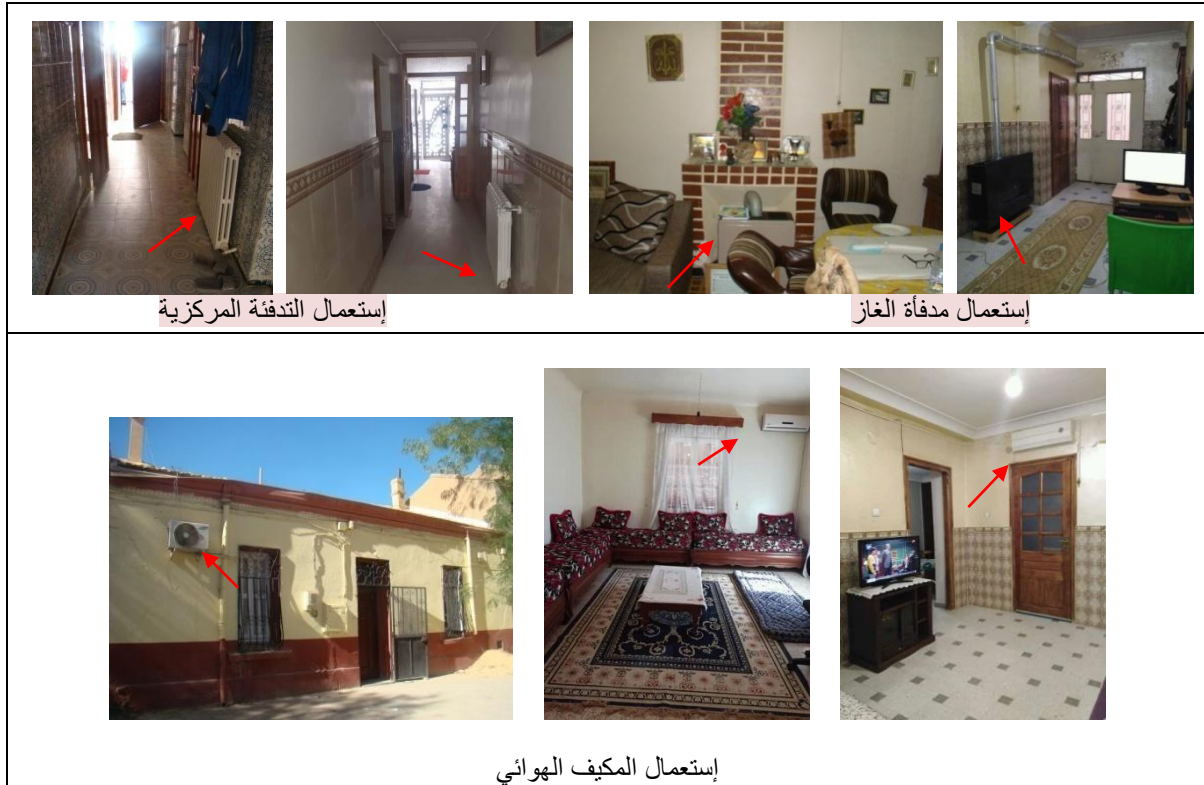 إستعمال مدفأة الغاز
إستعمال التدفئة المركزية
إستعمال المكيف الهوائي